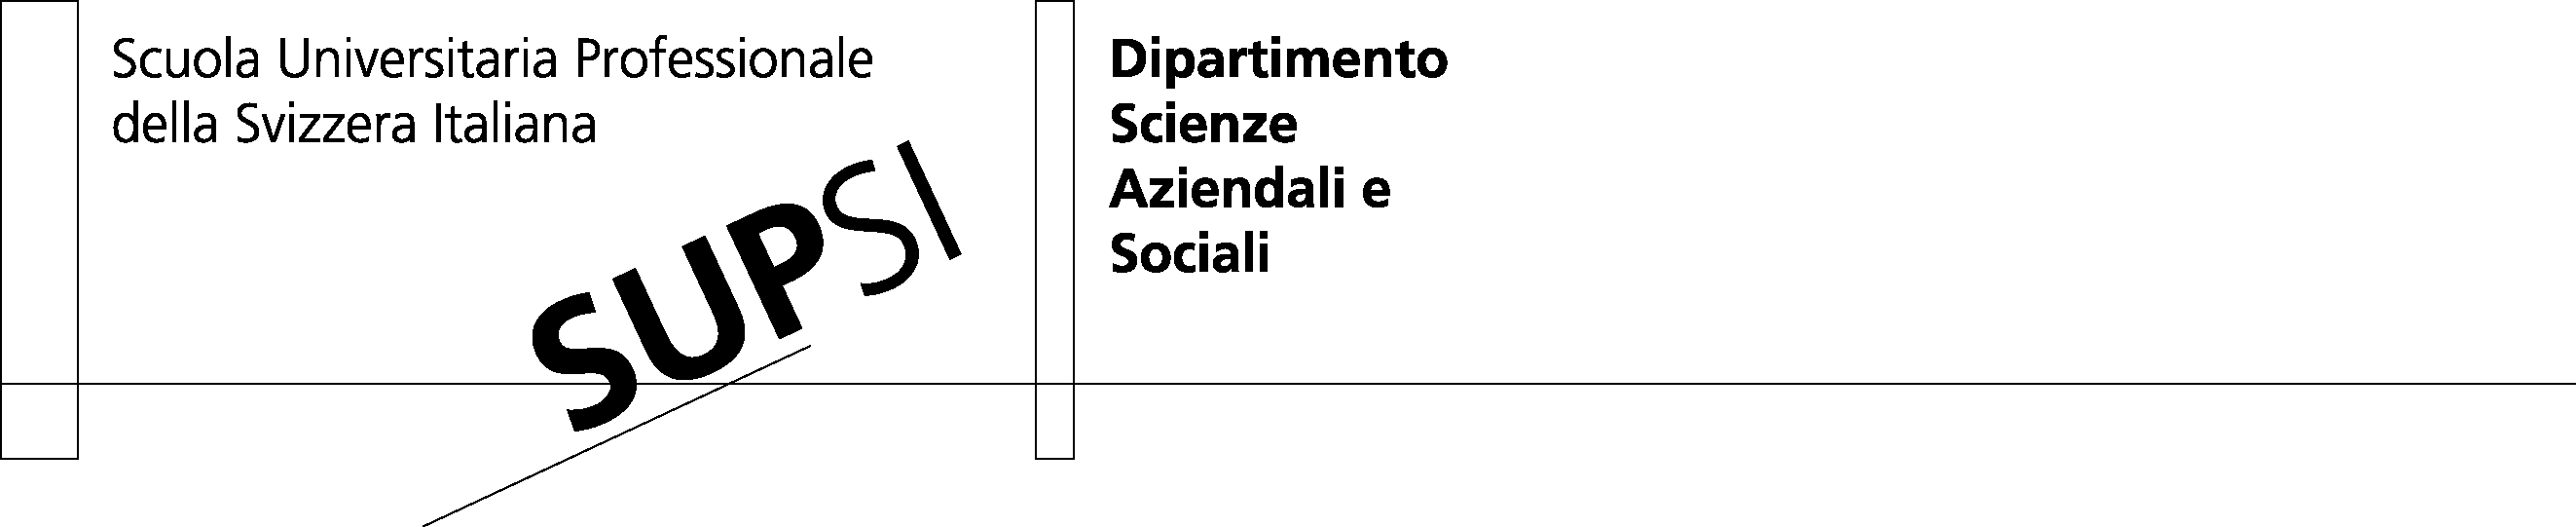 Scuola Universitaria Professionale
della Svizzera Italiana
SUPSI
Dipartimento
Scienze
Aziendali e
Sociali